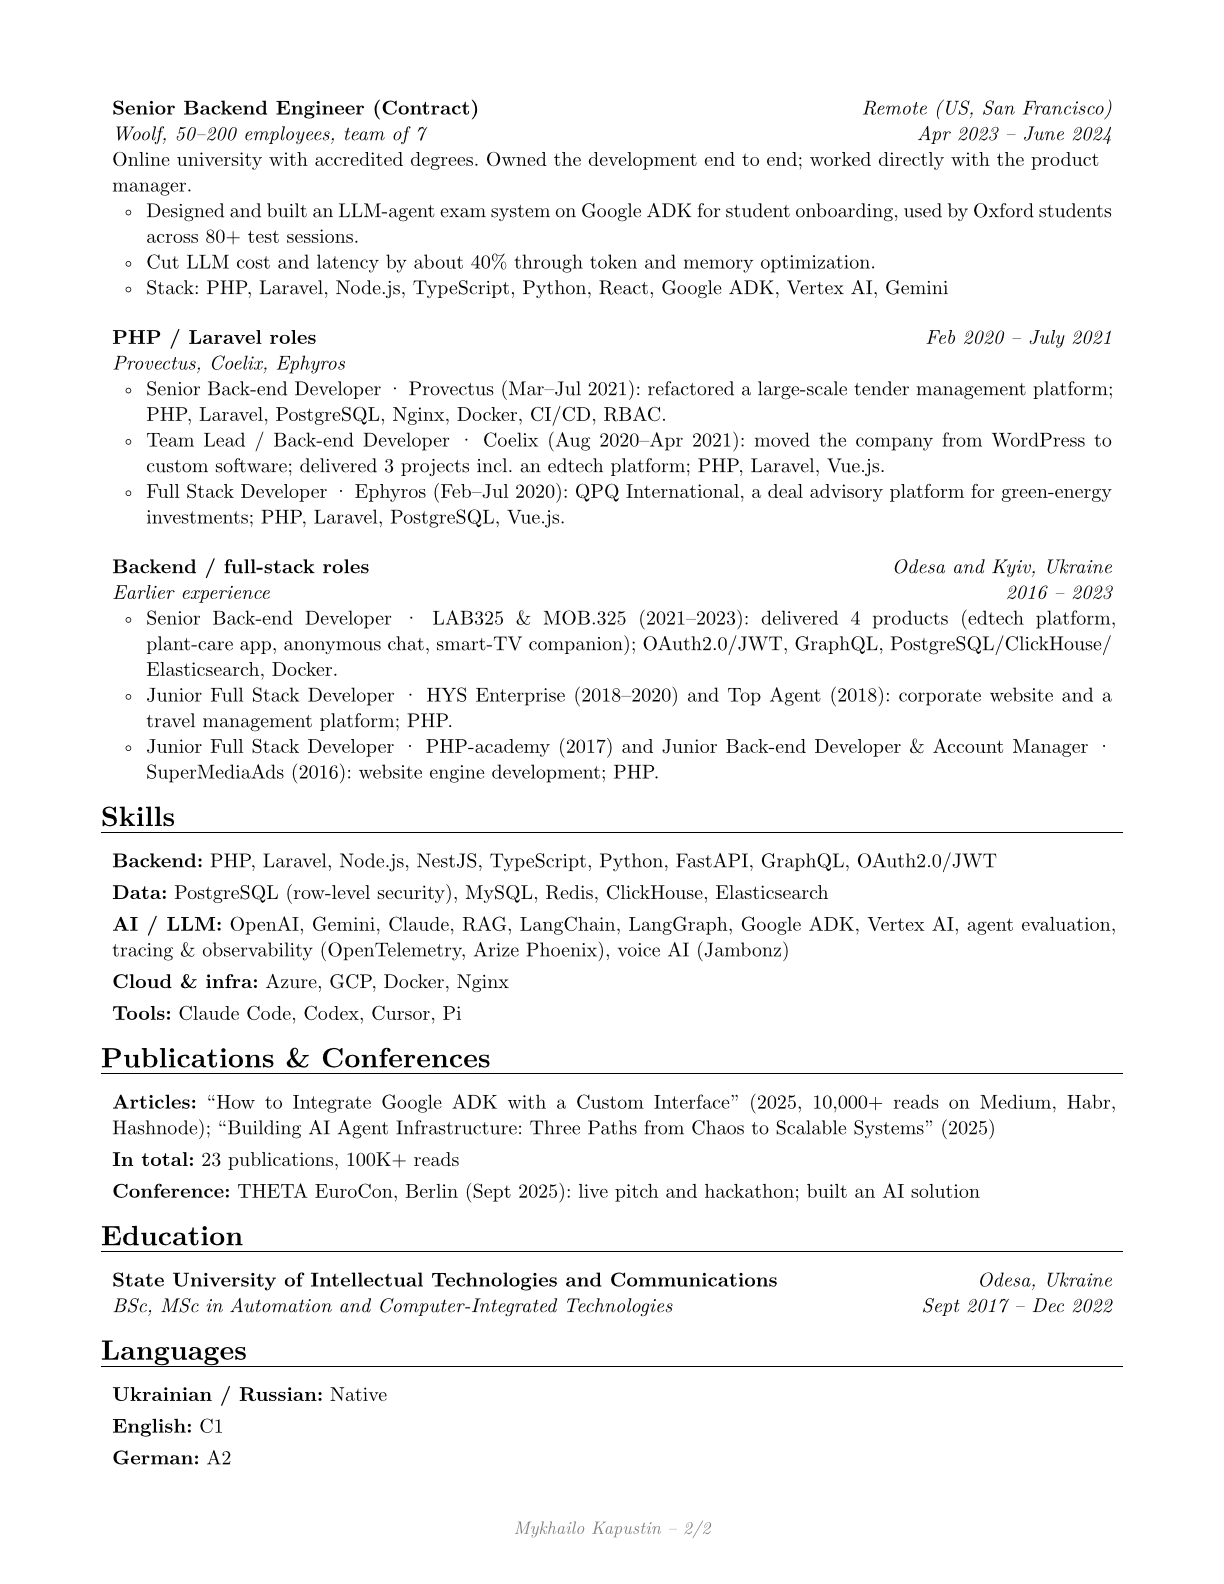 Senior Backend Engineer (Contract) Remote (US, San Francisco)
Woolf, 50–200 employees, team of 7 Apr 2023 – June 2024
Online university with accredited degrees. Owned the development end to end; worked directly with the product
manager.
◦ Designed and built an LLM-agent exam system on Google ADK for student onboarding, used by Oxford students
across 80+ test sessions.
◦ Cut LLM cost and latency by about 40% through token and memory optimization.
◦ Stack: PHP, Laravel, Node.js, TypeScript, Python, React, Google ADK, Vertex AI, Gemini
PHP / Laravel roles Feb 2020 – July 2021
Provectus, Coelix, Ephyros
◦ Senior Back-end Developer · Provectus (Mar–Jul 2021): refactored a large-scale tender management platform;
PHP, Laravel, PostgreSQL, Nginx, Docker, CI/CD, RBAC.
◦ Team Lead / Back-end Developer · Coelix (Aug 2020–Apr 2021): moved the company from WordPress to
custom software; delivered 3 projects incl. an edtech platform; PHP, Laravel, Vue.js.
◦ Full Stack Developer · Ephyros (Feb–Jul 2020): QPQ International, a deal advisory platform for green-energy
investments; PHP, Laravel, PostgreSQL, Vue.js.
Backend / full-stack roles Odesa and Kyiv, Ukraine
Earlier experience 2016 – 2023
◦ Senior Back-end Developer · LAB325 & MOB.325 (2021–2023): delivered 4 products (edtech platform,
plant-care app, anonymous chat, smart-TV companion); OAuth2.0/JWT, GraphQL, PostgreSQL/ClickHouse/
Elasticsearch, Docker.
◦ Junior Full Stack Developer · HYS Enterprise (2018–2020) and Top Agent (2018): corporate website and a
travel management platform; PHP.
◦ Junior Full Stack Developer · PHP-academy (2017) and Junior Back-end Developer & Account Manager ·
SuperMediaAds (2016): website engine development; PHP.
Skills
Backend: PHP, Laravel, Node.js, NestJS, TypeScript, Python, FastAPI, GraphQL, OAuth2.0/JWT
Data: PostgreSQL (row-level security), MySQL, Redis, ClickHouse, Elasticsearch
AI / LLM: OpenAI, Gemini, Claude, RAG, LangChain, LangGraph, Google ADK, Vertex AI, agent evaluation,
tracing & observability (OpenTelemetry, Arize Phoenix), voice AI (Jambonz)
Cloud & infra: Azure, GCP, Docker, Nginx
Tools: Claude Code, Codex, Cursor, Pi
Publications & Conferences
Articles: “How to Integrate Google ADK with a Custom Interface” (2025, 10,000+ reads on Medium, Habr,
Hashnode); “Building AI Agent Infrastructure: Three Paths from Chaos to Scalable Systems” (2025)
In total: 23 publications, 100K+ reads
Conference: THETA EuroCon, Berlin (Sept 2025): live pitch and hackathon; built an AI solution
Education
State University of Intellectual Technologies and Communications Odesa, Ukraine
BSc, MSc in Automation and Computer-Integrated Technologies Sept 2017 – Dec 2022
Languages
Ukrainian / Russian: Native
English: C1
German: A2
Mykhailo Kapustin – 2/2